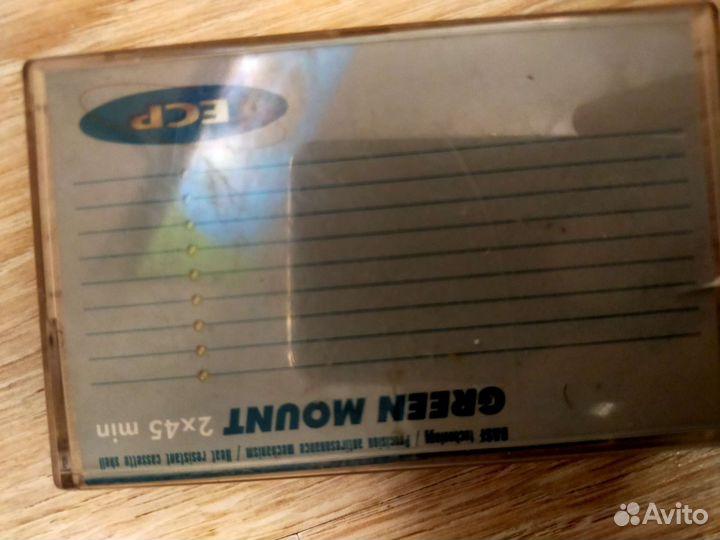 BASF technology / Precision antiresonance mechanism / Heat resistant cassette shell
GREEN MOUNT 2x45 min
ECP
Avito